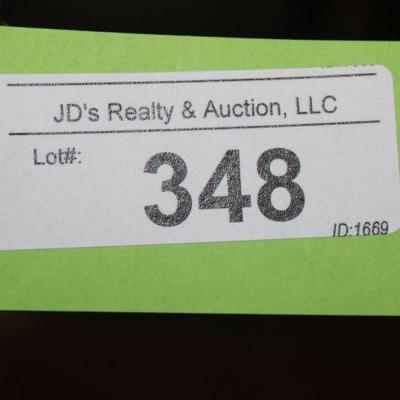 JD's Realty & Auction, LLC
Lot#:
348
ID:1669